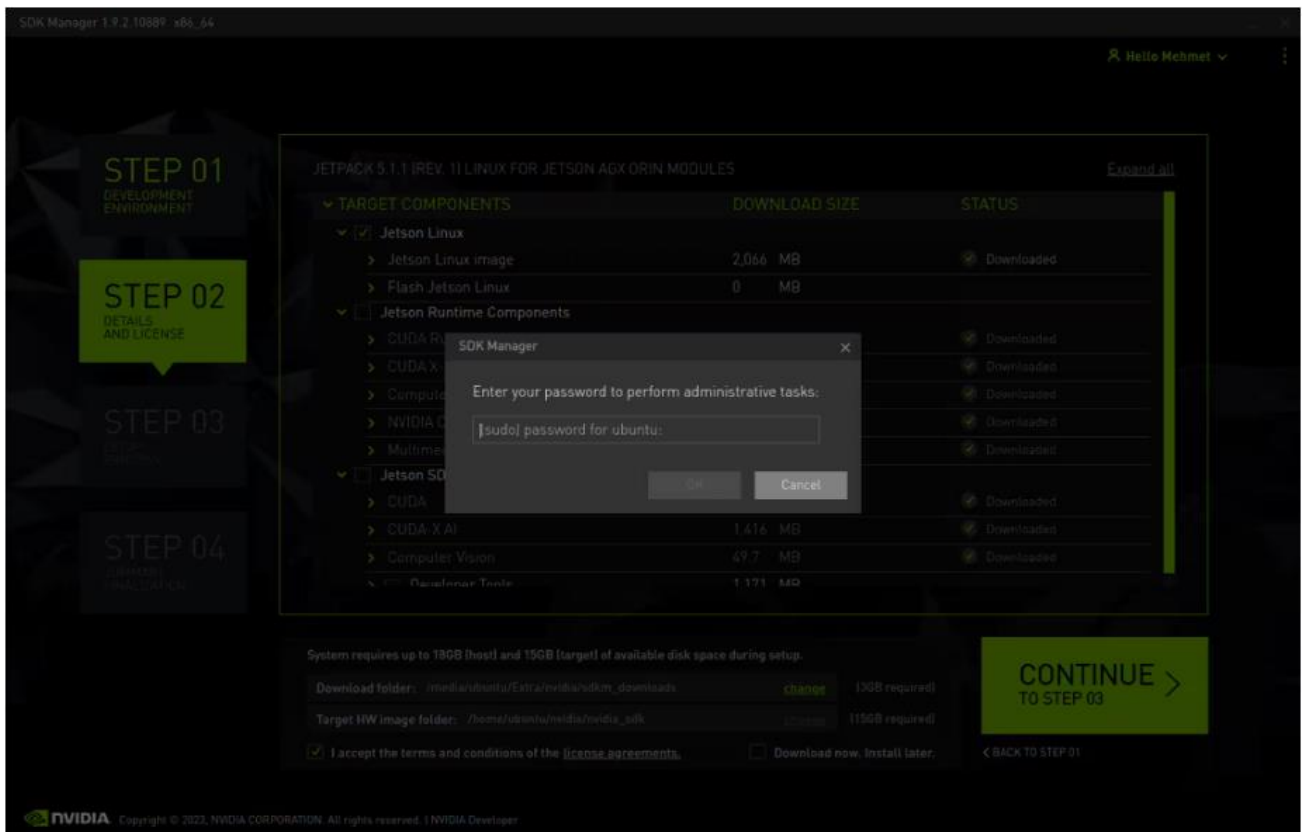 SDK Manager 1.9.2.10889 x86_64
Hello Mehmet
STEP 01
DEVELOPMENT
ENVIRONMENT
STEP 02
DETAILS
AND LICENSE
STEP 03
STEP 04
JETPACK 5.1.1 (REV. 1) LINUX FOR JETSON AGX ORIN MODULES
Expand all
TARGET COMPONENTS DOWNLOAD SIZE STATUS
Jetson Linux
Jetson Linux image 2,066 MB Downloaded
Flash Jetson Linux 0 MB
Jetson Runtime Components
CUDA Downloaded
CUDA X Downloaded
Compute Downloaded
NVIDIA C Downloaded
Multime Downloaded
Jetson SD
CUDA Downloaded
CUDA-X AI 1,416 MB Downloaded
Computer Vision 49.7 MB Downloaded
Developer Tools 1,171 MB
SDK Manager
Enter your password to perform administrative tasks:
[sudo] password for ubuntu:
OK Cancel
System requires up to 18GB (host) and 15GB (target) of available disk space during setup.
Download folder: /media/ubuntu/Extra/nvidia/sdkm_downloads change (3GB required)
Target HW image folder: /home/ubuntu/nvidia/nvidia_sdk change (15GB required)
I accept the terms and conditions of the license agreements. Download now. Install later.
CONTINUE
TO STEP 03
BACK TO STEP 01
NVIDIA Copyright © 2023, NVIDIA CORPORATION. All rights reserved. | NVIDIA Developer